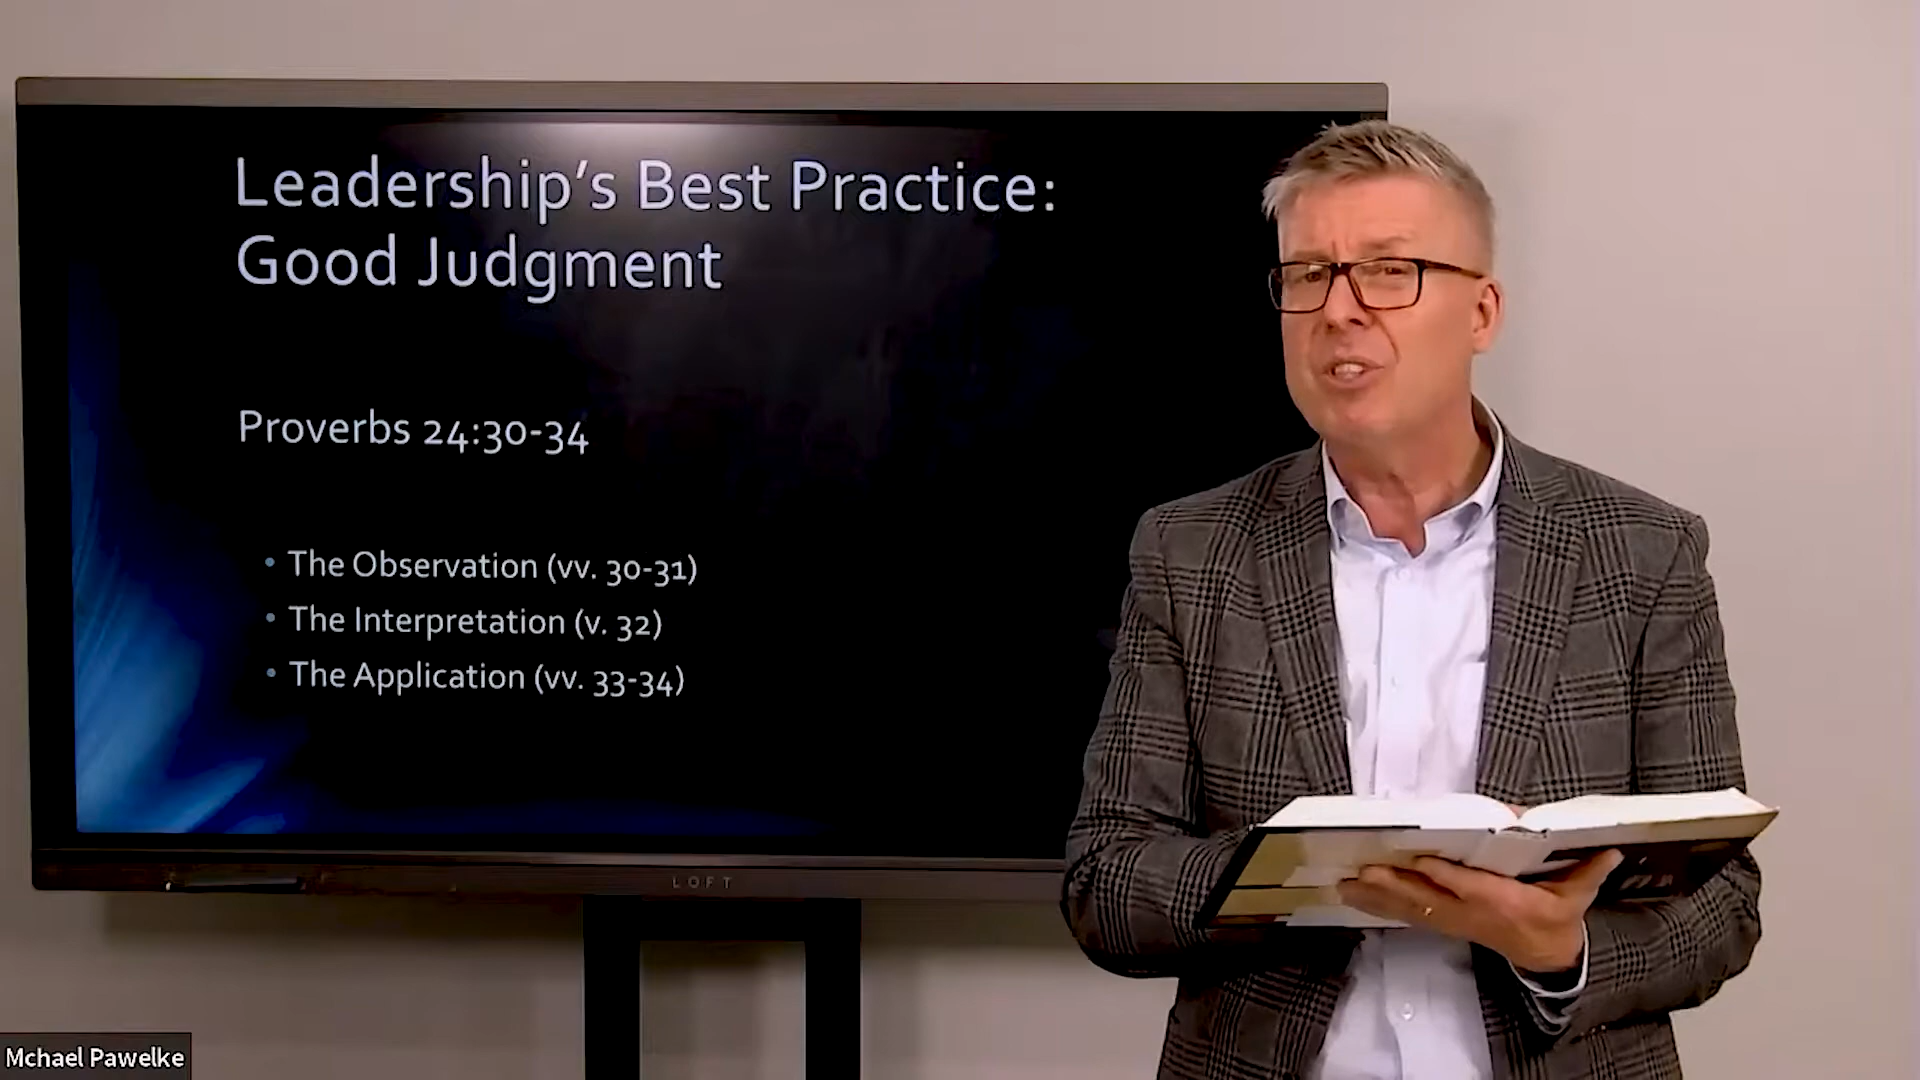 Leadership's Best Practice:
Good Judgment
Proverbs 24:30-34
• The Observation (vv. 30-31)
• The Interpretation (v. 32)
• The Application (vv. 33-34)
LOFT
Mchael Pawelke